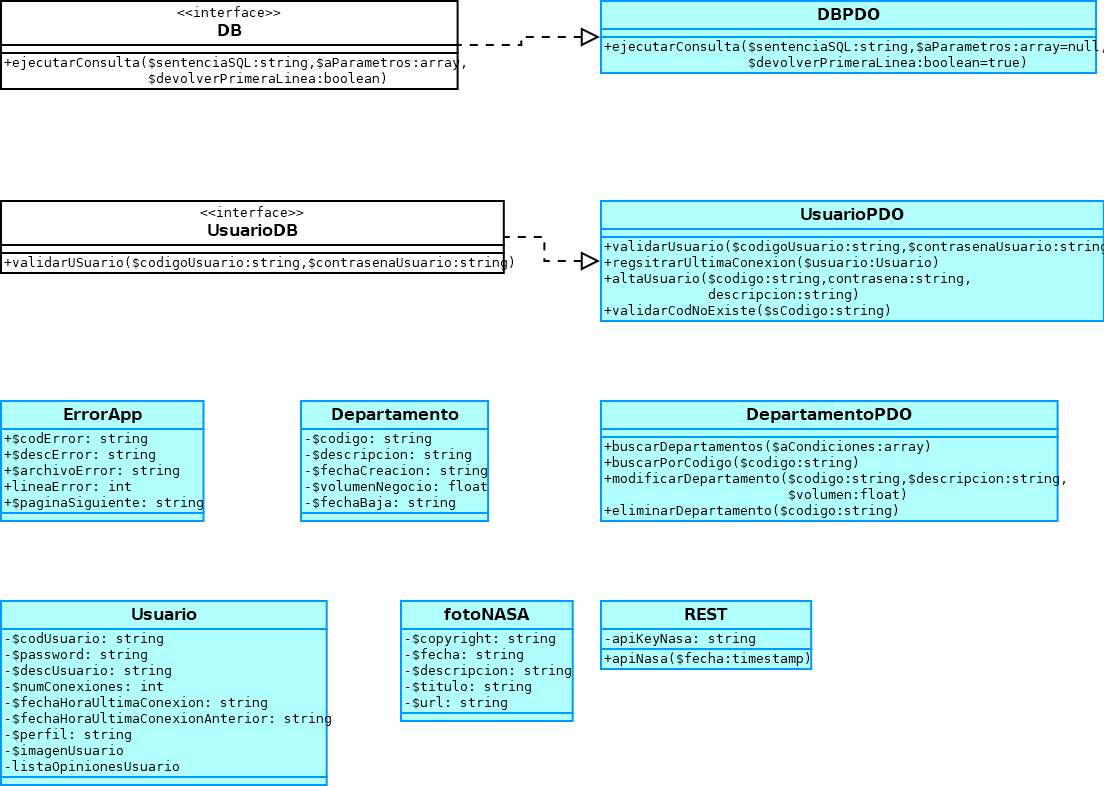 <<interface>>
DB
+ejecutarConsulta($sentenciaSQL:string,$aParametros:array,
$devolverPrimeraLinea:boolean)
DBPDO
+ejecutarConsulta($sentenciaSQL:string,$aParametros:array=null,
$devolverPrimeraLinea:boolean=true)
<<interface>>
UsuarioDB
+validarUSuario($codigoUsuario:string,$contrasenaUsuario:string)
UsuarioPDO
+validarUsuario($codigoUsuario:string,$contrasenaUsuario:string
+regsitrarUltimaConexion($usuario:Usuario)
+altaUsuario($codigo:string,contrasena:string,
descripcion:string)
+validarCodNoExiste($sCodigo:string)
ErrorApp
+$codError: string
+$descError: string
+$archivoError: string
+lineaError: int
+$paginaSiguiente: string
Departamento
-$codigo: string
-$descripcion: string
-$fechaCreacion: string
-$volumenNegocio: float
-$fechaBaja: string
DepartamentoPDO
+buscarDepartamentos($aCondiciones:array)
+buscarPorCodigo($codigo:string)
+modificarDepartamento($codigo:string,$descripcion:string,
$volumen:float)
+eliminarDepartamento($codigo:string)
Usuario
-$codUsuario: string
-$password: string
-$descUsuario: string
-$numConexiones: int
-$fechaHoraUltimaConexion: string
-$fechaHoraUltimaConexionAnterior: string
-$perfil: string
-$imagenUsuario
-listaOpinionesUsuario
fotoNASA
-$copyright: string
-$fecha: string
-$descripcion: string
-$titulo: string
-$url: string
REST
-apiKeyNasa: string
+apiNasa($fecha:timestamp)